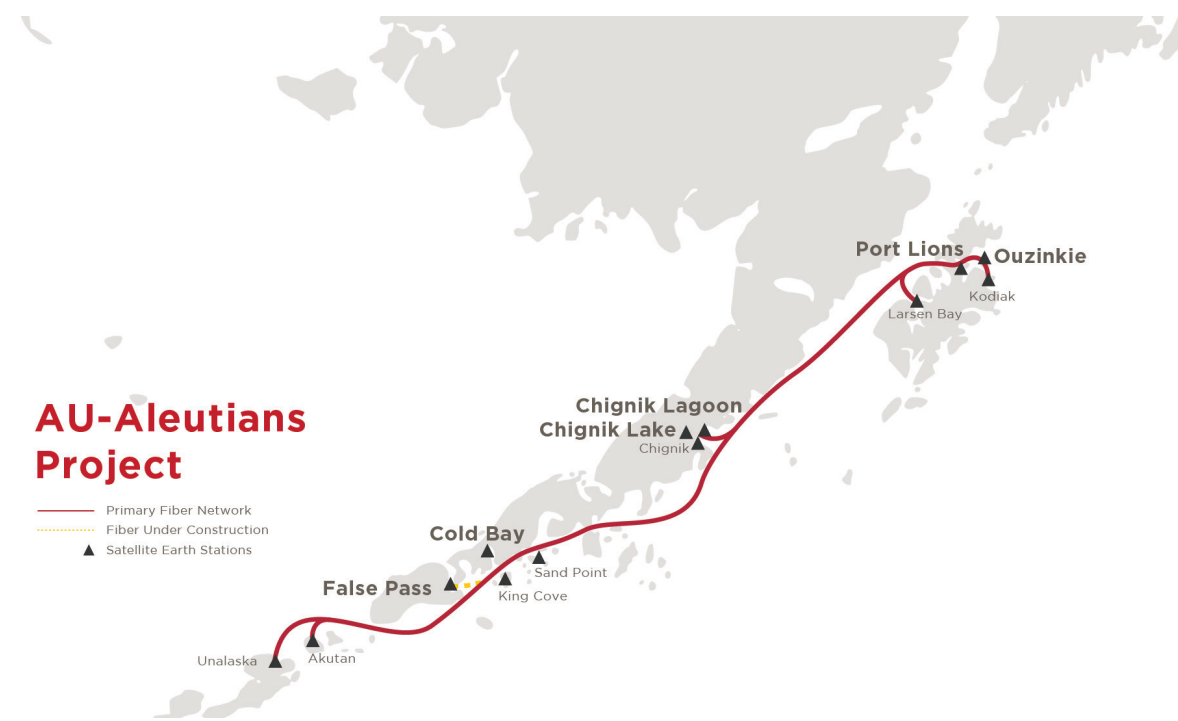 AU-Aleutians
Project
Primary Fiber Network
Fiber Under Construction
Satellite Earth Stations
Port Lions
Ouzinkie
Kodiak
Larsen Bay
Chignik Lagoon
Chignik Lake
Chignik
Cold Bay
Sand Point
False Pass
King Cove
Unalaska
Akutan